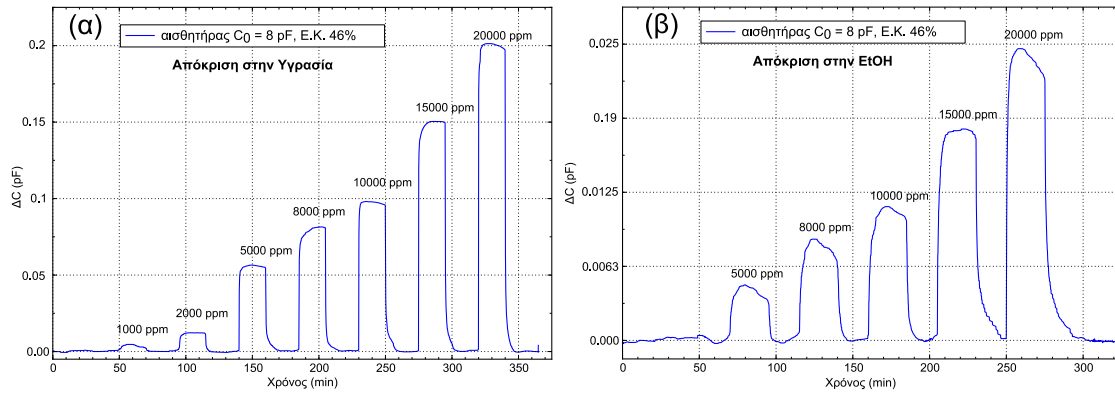 (α)
αισθητήρας C0 = 8 pF, Ε.Κ. 46%
Απόκριση στην Υγρασία
1000 ppm
2000 ppm
5000 ppm
8000 ppm
10000 ppm
15000 ppm
20000 ppm
ΔC (pF)
0.2
0.15
0.1
0.05
0.00
0 50 100 150 200 250 300 350
Χρόνος (min)
(β)
αισθητήρας C0 = 8 pF, Ε.Κ. 46%
Απόκριση στην EtOH
5000 ppm
8000 ppm
10000 ppm
15000 ppm
20000 ppm
ΔC (pF)
0.025
0.19
0.0125
0.0063
0.000
0 50 100 150 200 250 300
Χρόνος (min)